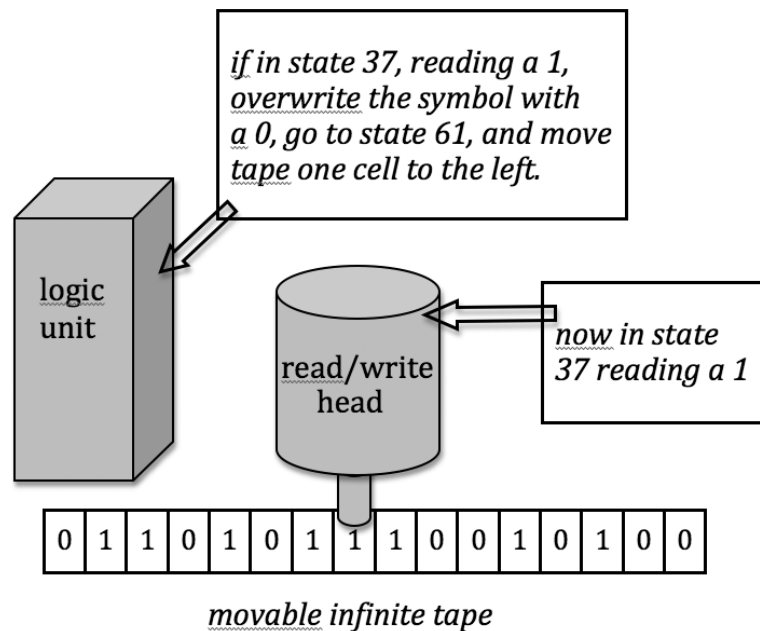 if in state 37, reading a 1,
overwrite the symbol with
a 0, go to state 61, and move
tape one cell to the left.
logic
unit
read/write
head
now in state
37 reading a 1
0 1 1 0 1 0 1 1 1 0 0 1 0 1 0 0
movable infinite tape